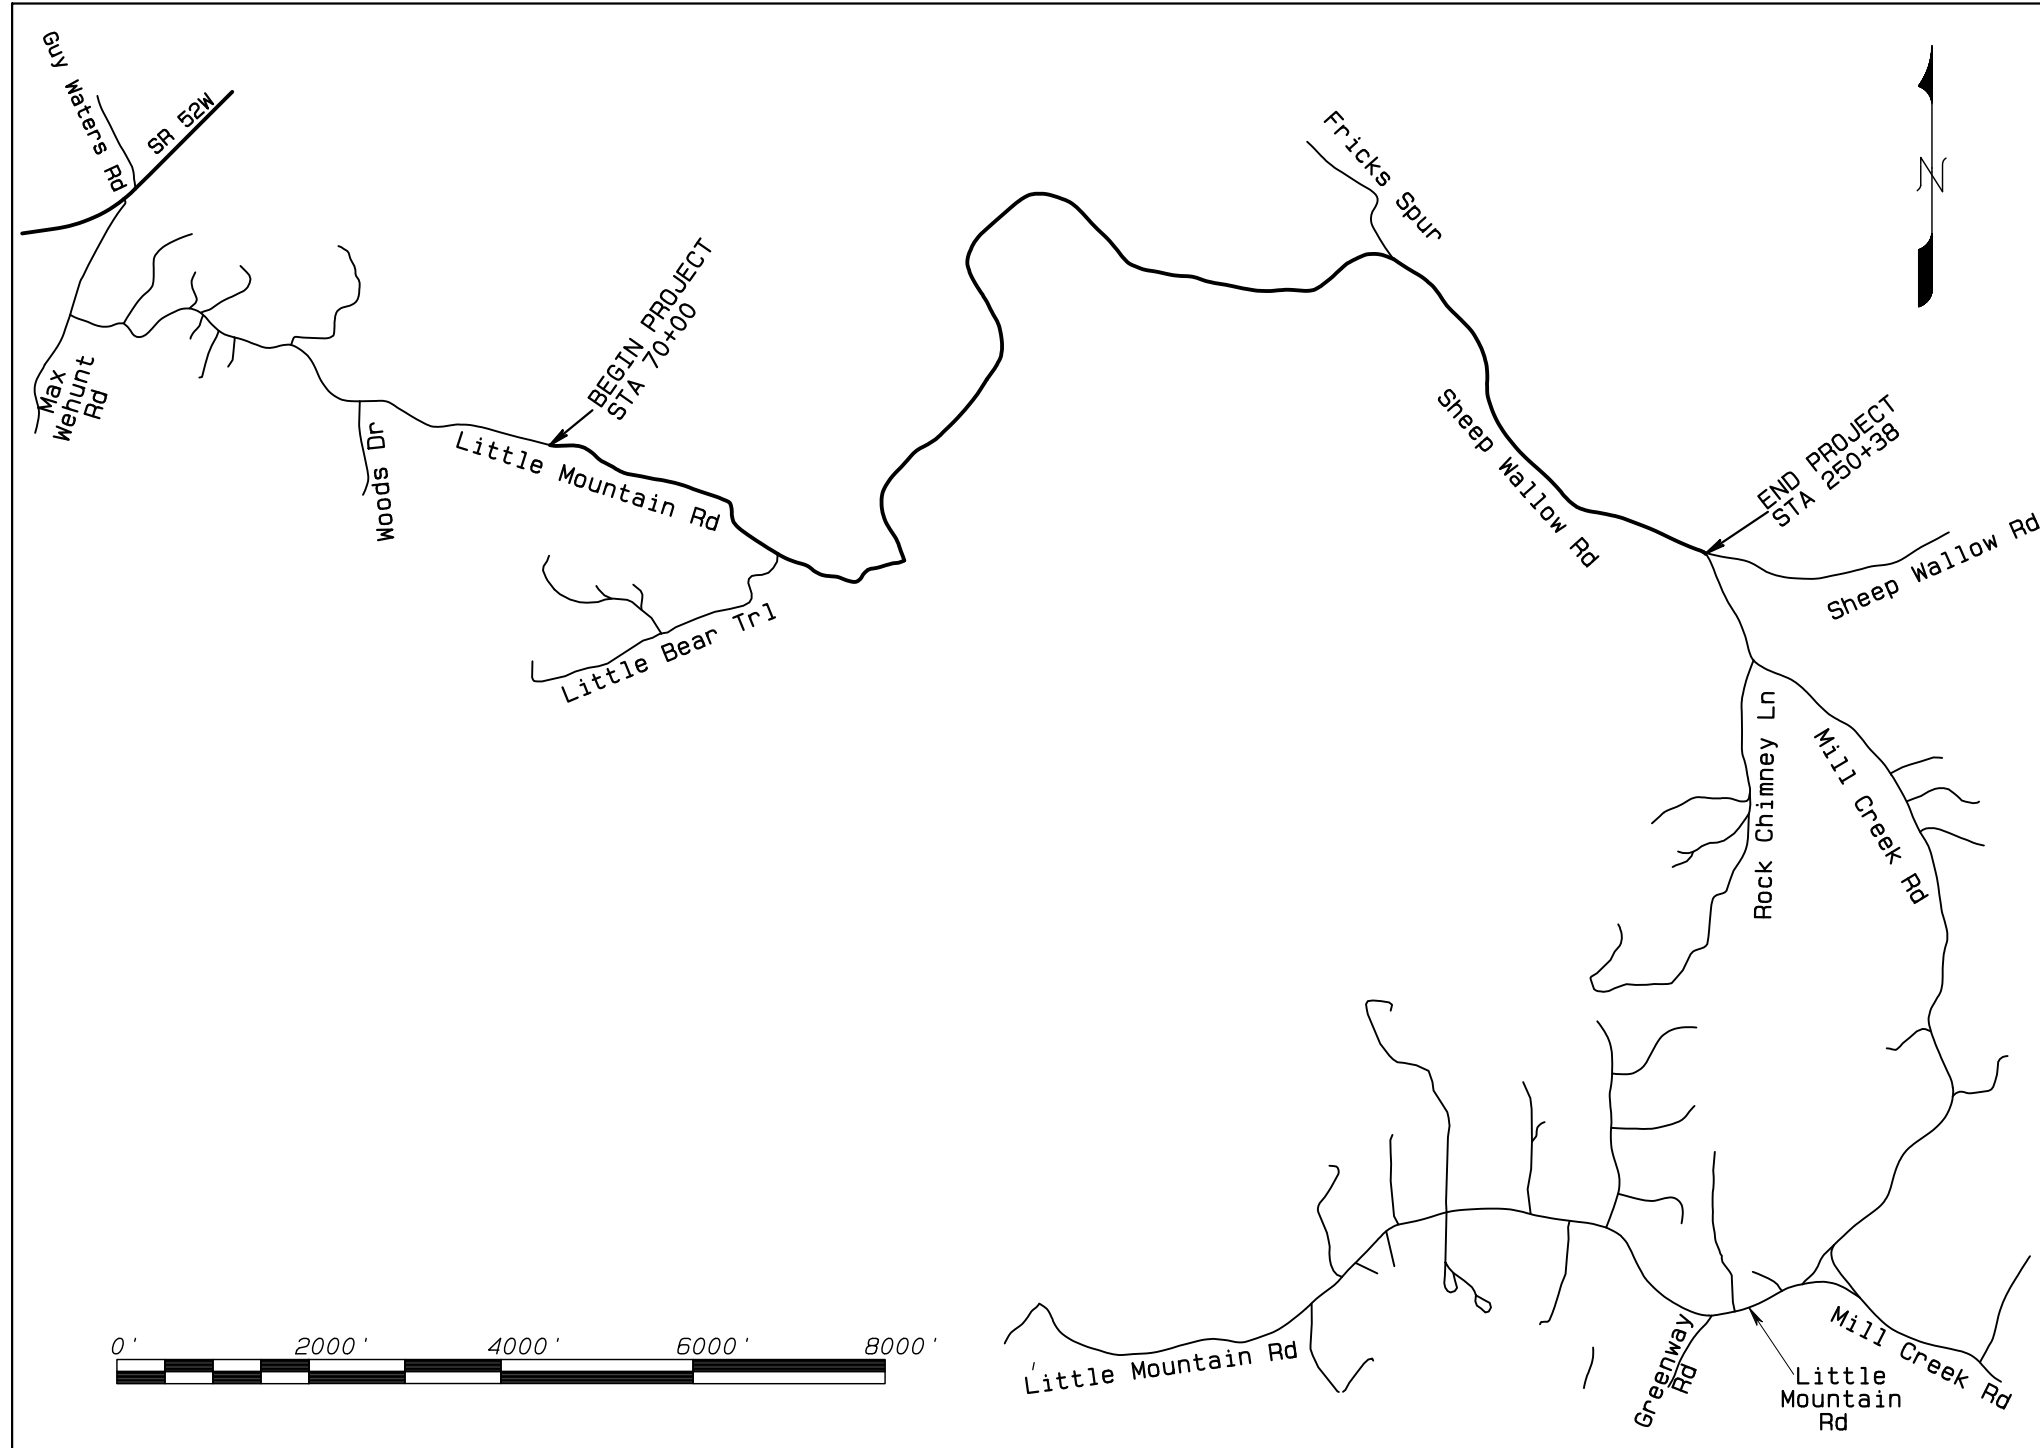 Guy Waters Rd
SR 52W
N
Fricks Spur
BEGIN PROJECT
STA 70+00
Max
Wehunt
Rd
Woods Dr
Little Mountain Rd
Sheep Wallow Rd
END PROJECT
STA 250+38
Sheep Wallow Rd
Little Bear Trl
Rock Chimney Ln
Mill Creek Rd
0'
2000'
4000'
6000'
8000'
Little Mountain Rd
Greenway
Rd
Little
Mountain
Rd
Mill Creek Rd